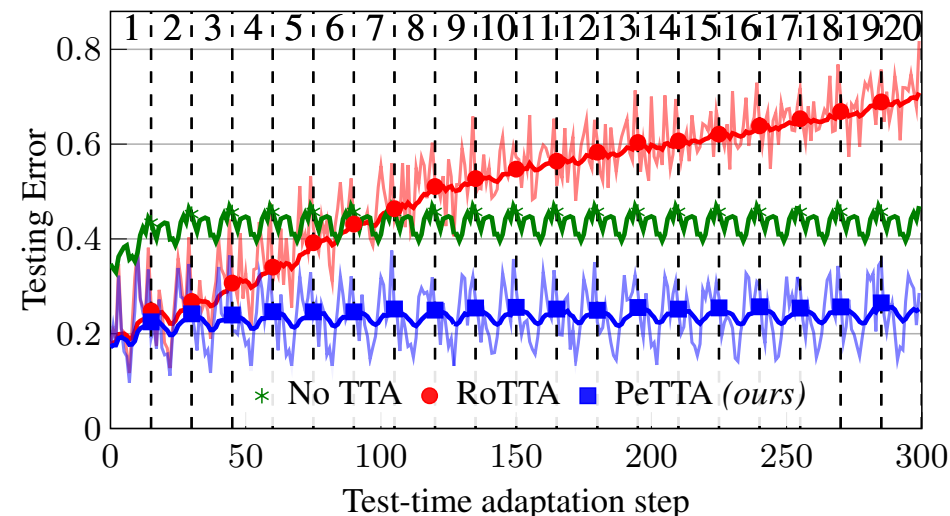 1 2 3 4 5 6 7 8 9 10 11 12 13 14 15 16 17 18 19 20
0.8
0.6
0.4
0.2
0
Testing Error
No TTA RoTTA PeTTA (ours)
0 50 100 150 200 250 300
Test-time adaptation step